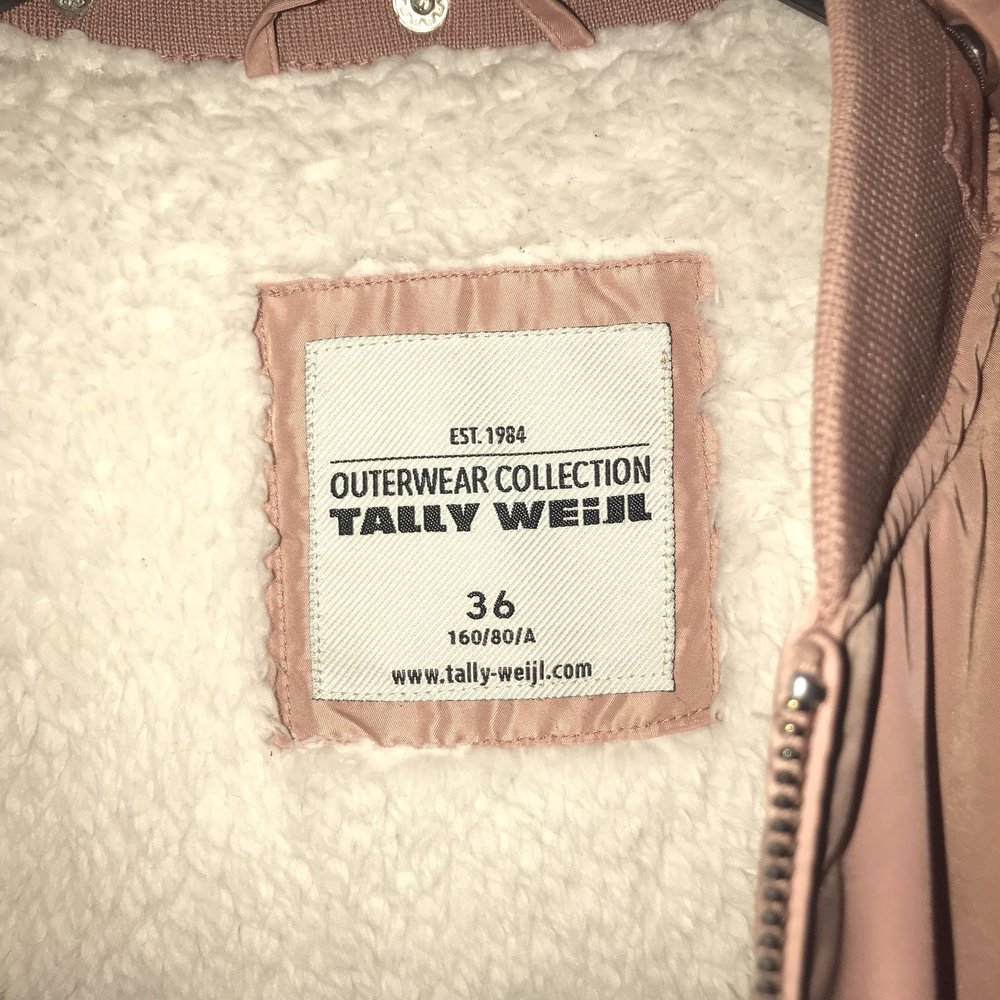 EST. 1984
OUTERWEAR COLLECTION
TALLY WEiJL
36
160/80/A
www.tally-weijl.com